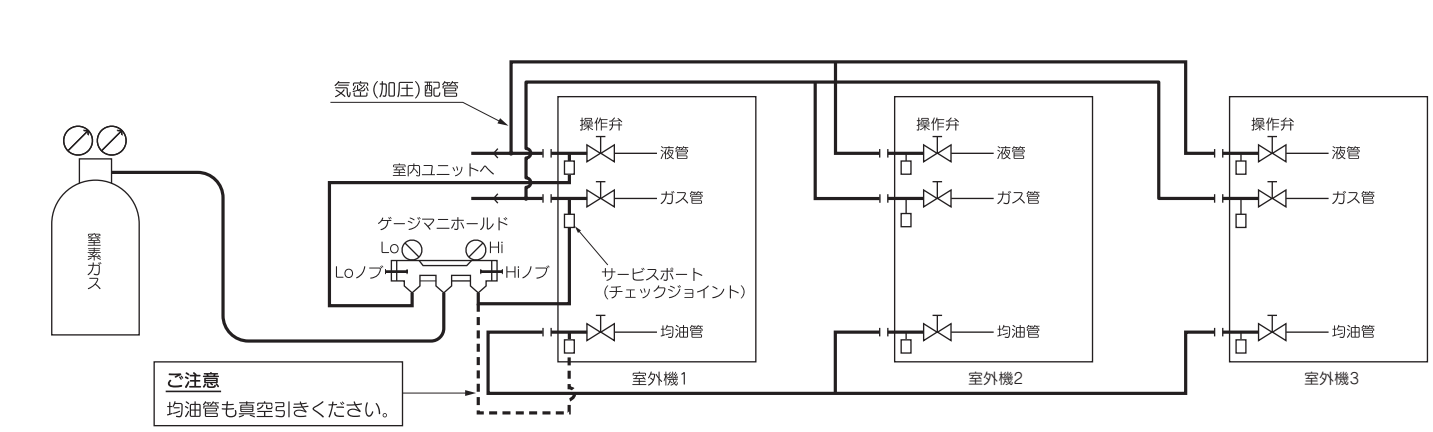 気密(加圧)配管
操作弁
操作弁
操作弁
液管
液管
液管
室内ユニットへ
ガス管
ガス管
ガス管
ゲージマニホールド
Lo
Hi
窒素ガス
Loノブ
Hiノブ
サービスポート
(チェックジョイント)
均油管
均油管
均油管
室外機1
室外機2
室外機3
ご注意
均油管も真空引きください。